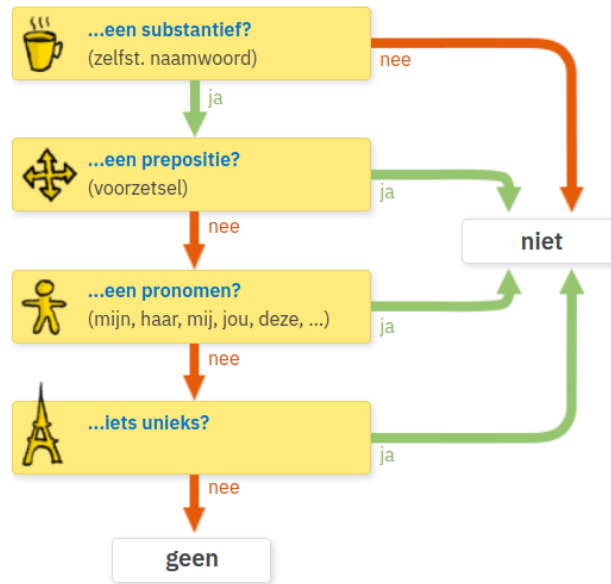 ...een substantief?
(zelfst. naamwoord)
nee
ja
...een prepositie?
(voorzetsel)
ja
nee
niet
...een pronomen?
(mijn, haar, mij, jou, deze, ...)
ja
nee
...iets unieks?
ja
nee
geen